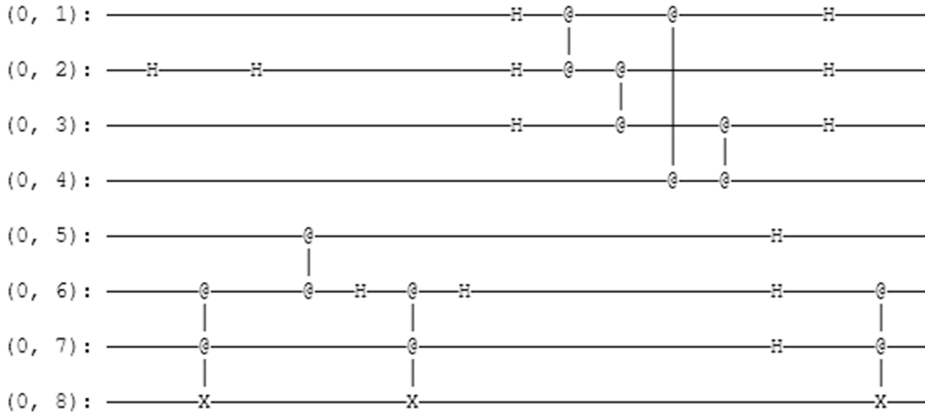 (0, 1): ───────H─@───@─────H───
(0, 2): ─H───H─────H─@─@───────H───
(0, 3): ───────H───@───@───H───
(0, 4): ─────────────@─@───────
(0, 5): ─────@───────────H─────
(0, 6): ───@───@─H─@─H───────H───@─
(0, 7): ───@───────@─────────H───@─
(0, 8): ───X───────X─────────────X─